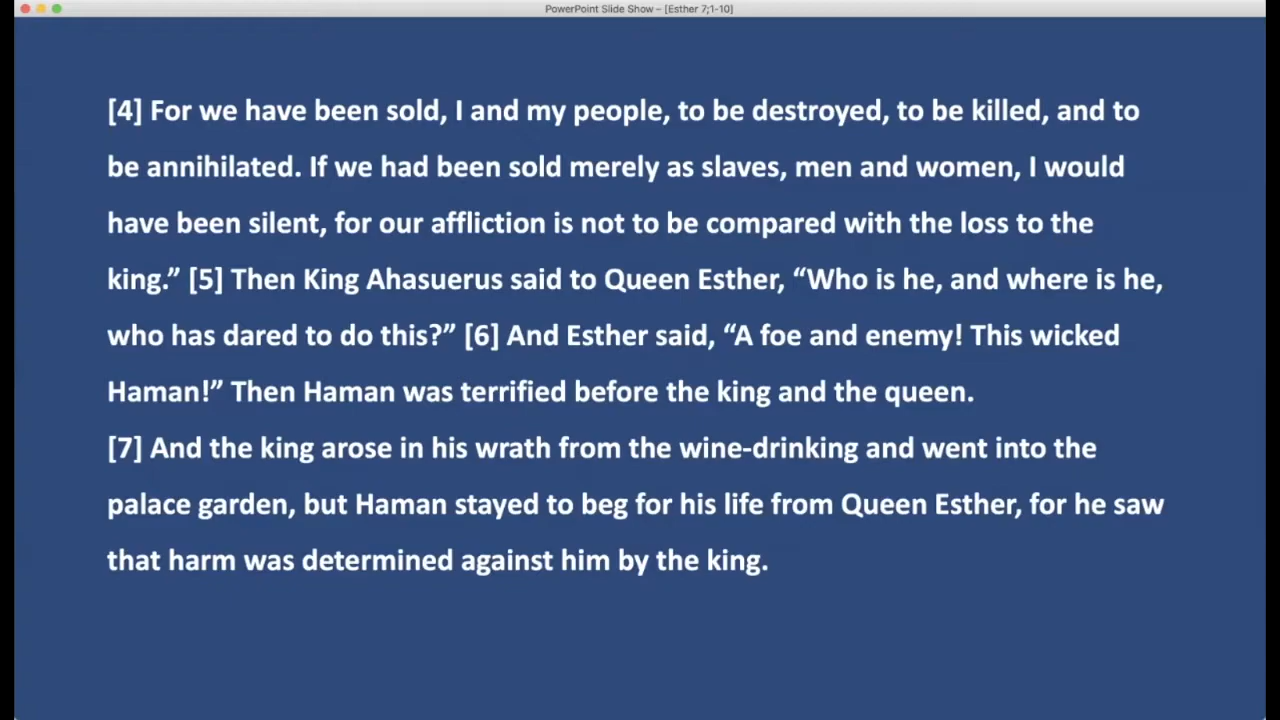 PowerPoint Slide Show – [Esther 7;1-10]
[4] For we have been sold, I and my people, to be destroyed, to be killed, and to
be annihilated. If we had been sold merely as slaves, men and women, I would
have been silent, for our affliction is not to be compared with the loss to the
king.” [5] Then King Ahasuerus said to Queen Esther, “Who is he, and where is he,
who has dared to do this?” [6] And Esther said, “A foe and enemy! This wicked
Haman!” Then Haman was terrified before the king and the queen.
[7] And the king arose in his wrath from the wine-drinking and went into the
palace garden, but Haman stayed to beg for his life from Queen Esther, for he saw
that harm was determined against him by the king.